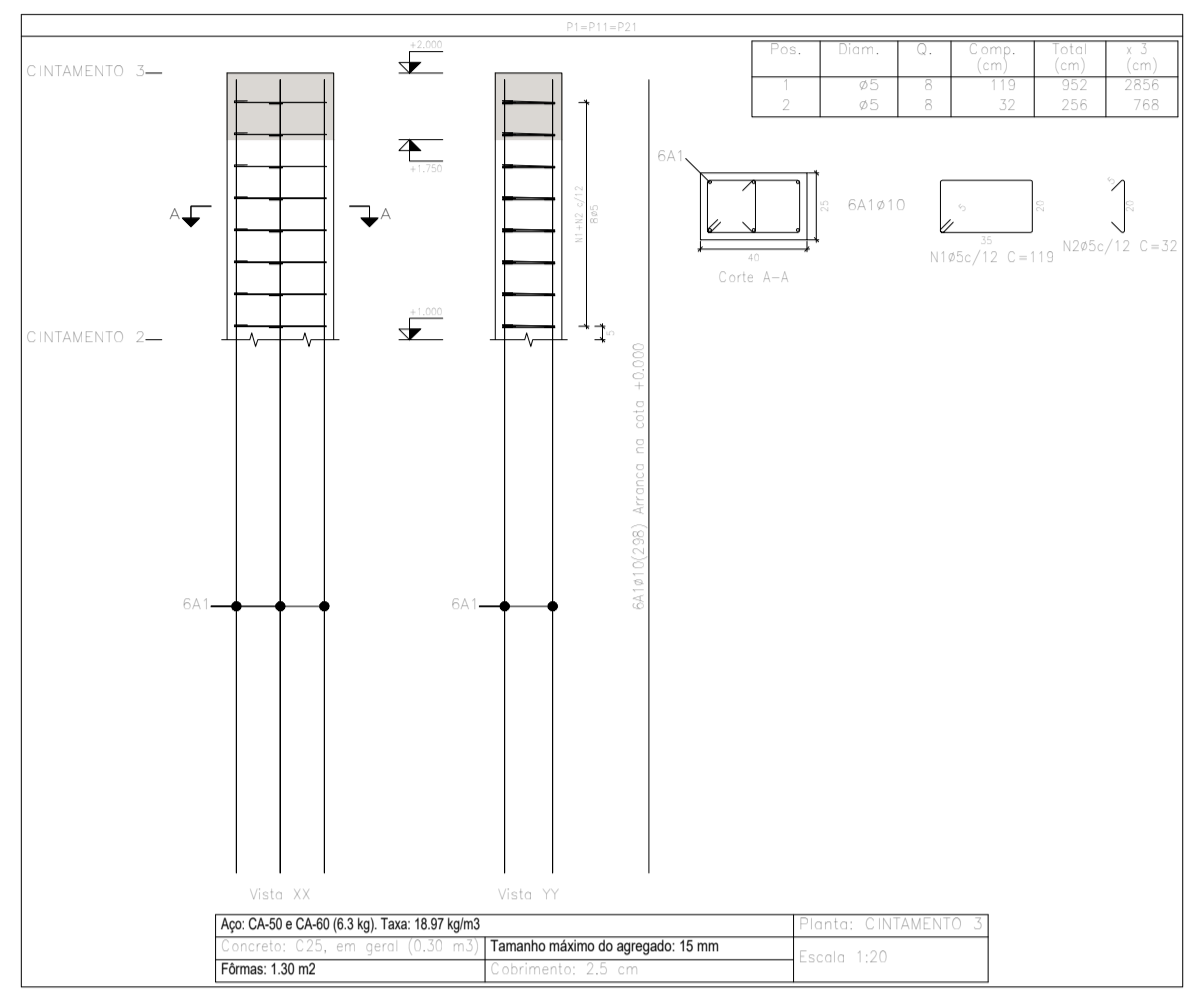 P1=P11=P21
CINTAMENTO 3
+2.000
Pos. Diam. Q. Comp. (cm) Total (cm) x 3 (cm)
1 ø5 8 119 952 2856
2 ø5 8 32 256 768
+1.750
6A1
25
40
Corte A-A
6A1ø10
5
35
20
N1ø5c/12 C=119
5
20
N2ø5c/12 C=32
A
A
N1+N2 c/12
8ø5
+1.000
CINTAMENTO 2
5
6A1ø10(298) Arranca na cota +0.000
6A1
6A1
Vista XX
Vista YY
Aço: CA-50 e CA-60 (6.3 kg). Taxa: 18.97 kg/m3
Planta: CINTAMENTO 3
Concreto: C25, em geral (0.30 m3)
Tamanho máximo do agregado: 15 mm
Escala 1:20
Fôrmas: 1.30 m2
Cobrimento: 2.5 cm